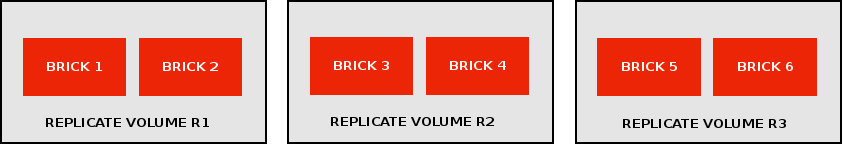 BRICK 1
BRICK 2
REPLICATE VOLUME R1
BRICK 3
BRICK 4
REPLICATE VOLUME R2
BRICK 5
BRICK 6
REPLICATE VOLUME R3